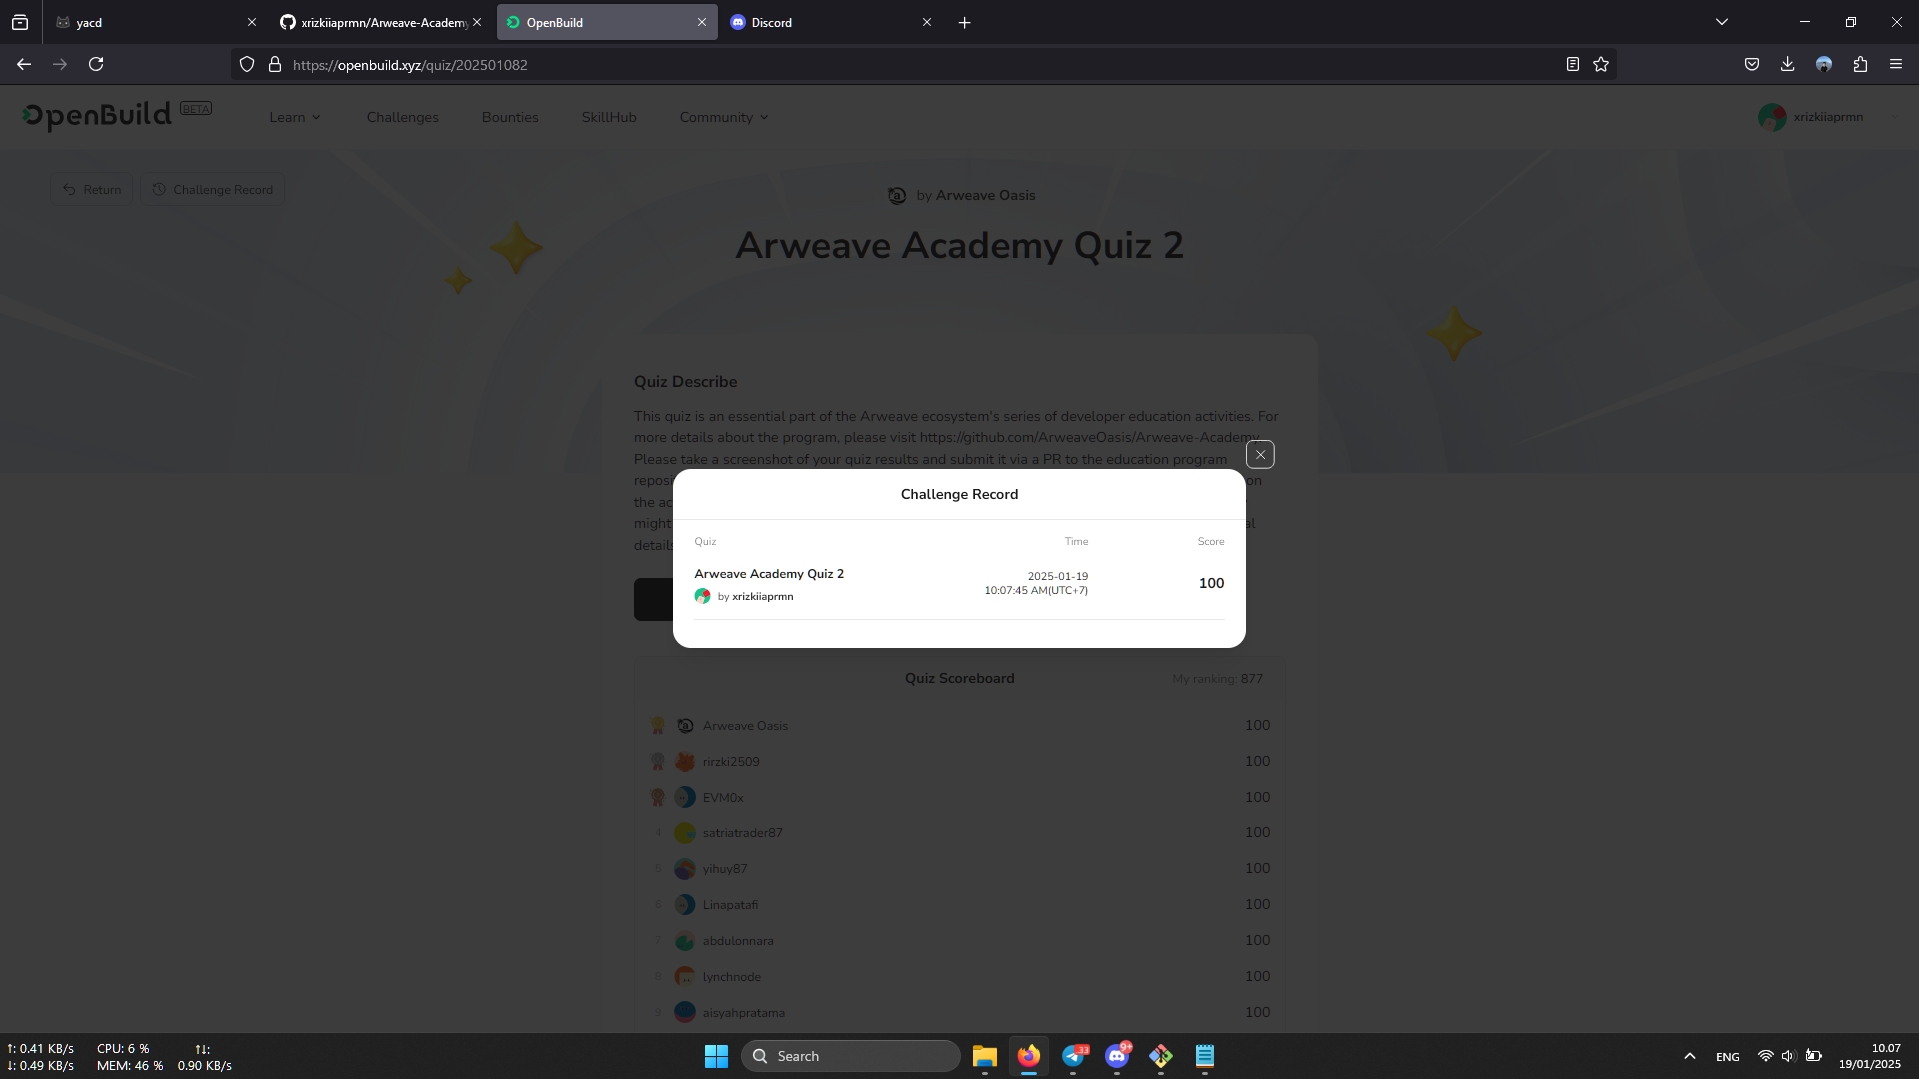 yacd
xrizkiiaprmn/Arweave-Academy
OpenBuild
Discord
https://openbuild.xyz/quiz/202501082
OpenBuild BETA
Learn
Challenges
Bounties
SkillHub
Community
xrizkiiaprmn
Return
Challenge Record
by Arweave Oasis
Arweave Academy Quiz 2
Quiz Describe
This quiz is an essential part of the Arweave ecosystem's series of developer education activities. For
more details about the program, please visit https://github.com/ArweaveOasis/Arweave-Academy.
Please take a screenshot of your quiz results and submit it via a PR to the education program
reposi
on
the ac
might
al
details
Challenge Record
Quiz
Time
Score
Arweave Academy Quiz 2
by xrizkiiaprmn
2025-01-19
10:07:45 AM(UTC+7)
100
Quiz Scoreboard
My ranking: 877
Arweave Oasis 100
rirzki2509 100
EVM0x 100
4 satriatrader87 100
5 yihuy87 100
6 Linapatafi 100
7 abdulonnara 100
8 lynchnode 100
9 aisyahpratama 100
↑: 0.41 KB/s
CPU: 6 %
↑↓:
↓: 0.49 KB/s
MEM: 46 %
0.90 KB/s
Search
33
9+
ENG
10.07
19/01/2025